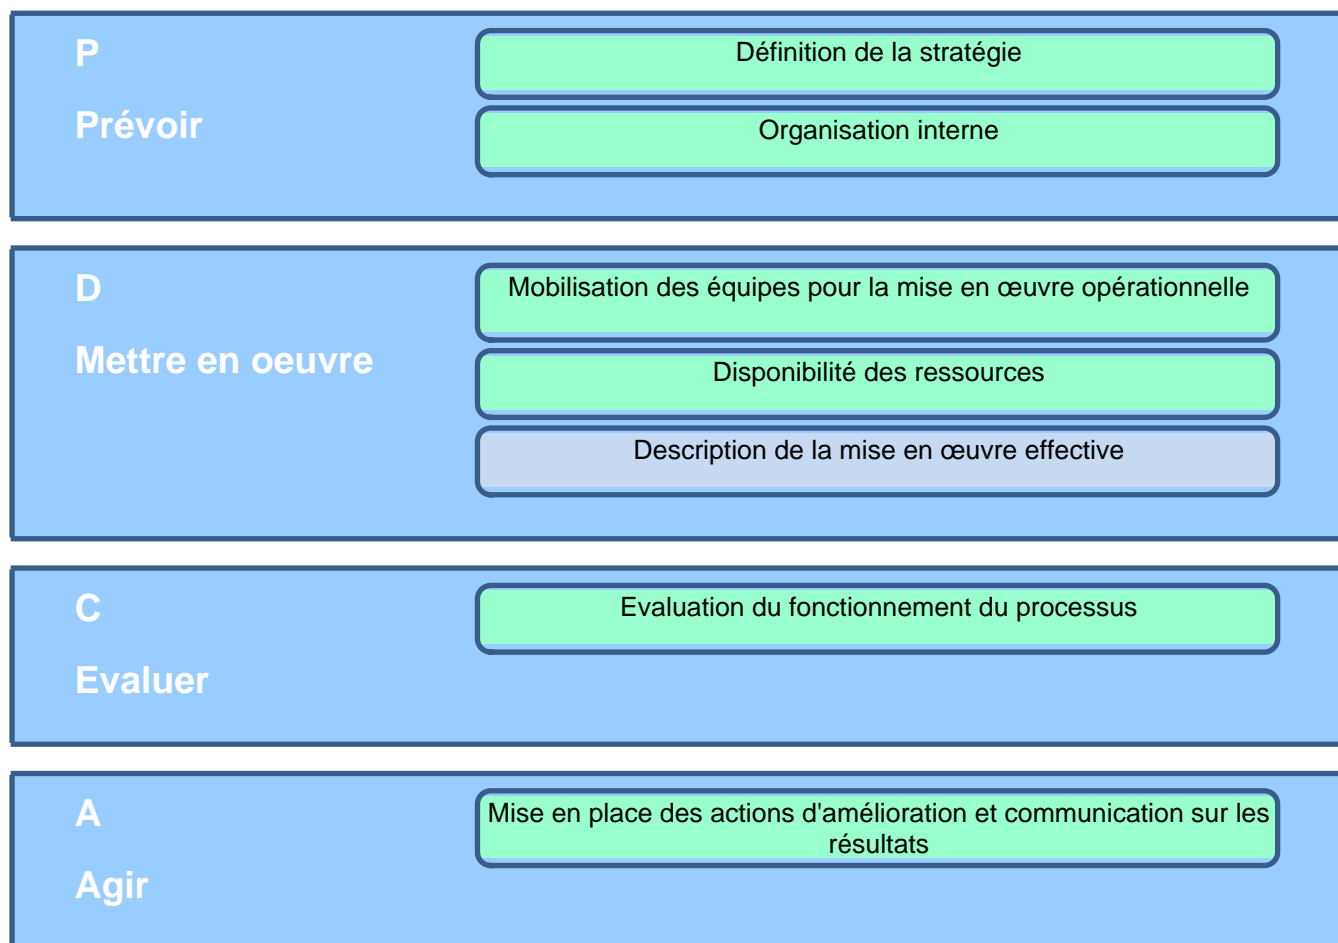 P
Prévoir
Définition de la stratégie
Organisation interne
D
Mettre en oeuvre
Mobilisation des équipes pour la mise en œuvre opérationnelle
Disponibilité des ressources
Description de la mise en œuvre effective
C
Evaluer
Evaluation du fonctionnement du processus
A
Agir
Mise en place des actions d'amélioration et communication sur les
résultats